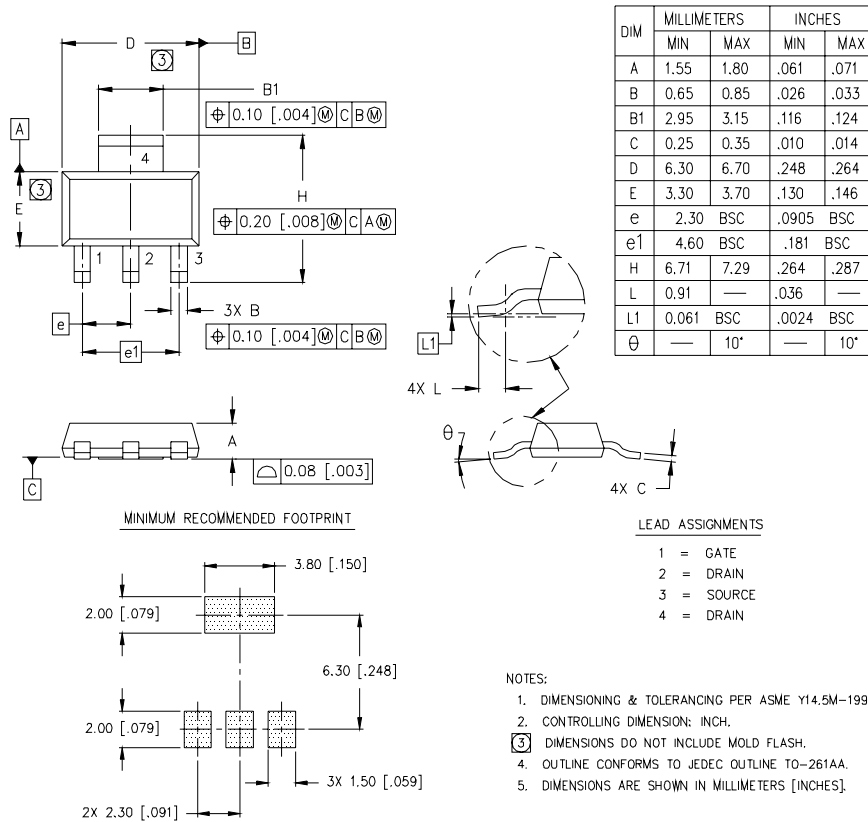 D
B
3
B1
⌖ 0.10 [.004]Ⓜ C BⓂ
A
4
3
E
H
⌖ 0.20 [.008]Ⓜ C AⓂ
1 2 3
3X B
e
⌖ 0.10 [.004]Ⓜ C BⓂ
e1
L1
4X L
DIM MILLIMETERS INCHES
MIN MAX MIN MAX
A 1.55 1.80 .061 .071
B 0.65 0.85 .026 .033
B1 2.95 3.15 .116 .124
C 0.25 0.35 .010 .014
D 6.30 6.70 .248 .264
E 3.30 3.70 .130 .146
e 2.30 BSC .0905 BSC
e1 4.60 BSC .181 BSC
H 6.71 7.29 .264 .287
L 0.91 — .036 —
L1 0.061 BSC .0024 BSC
θ — 10° — 10°
A
C
⌓ 0.08 [.003]
θ
4X C
MINIMUM RECOMMENDED FOOTPRINT
3.80 [.150]
2.00 [.079]
6.30 [.248]
2.00 [.079]
3X 1.50 [.059]
2X 2.30 [.091]
LEAD ASSIGNMENTS
1 = GATE
2 = DRAIN
3 = SOURCE
4 = DRAIN
NOTES:
1. DIMENSIONING & TOLERANCING PER ASME Y14.5M-199
2. CONTROLLING DIMENSION: INCH.
3 DIMENSIONS DO NOT INCLUDE MOLD FLASH.
4. OUTLINE CONFORMS TO JEDEC OUTLINE TO-261AA.
5. DIMENSIONS ARE SHOWN IN MILLIMETERS [INCHES].